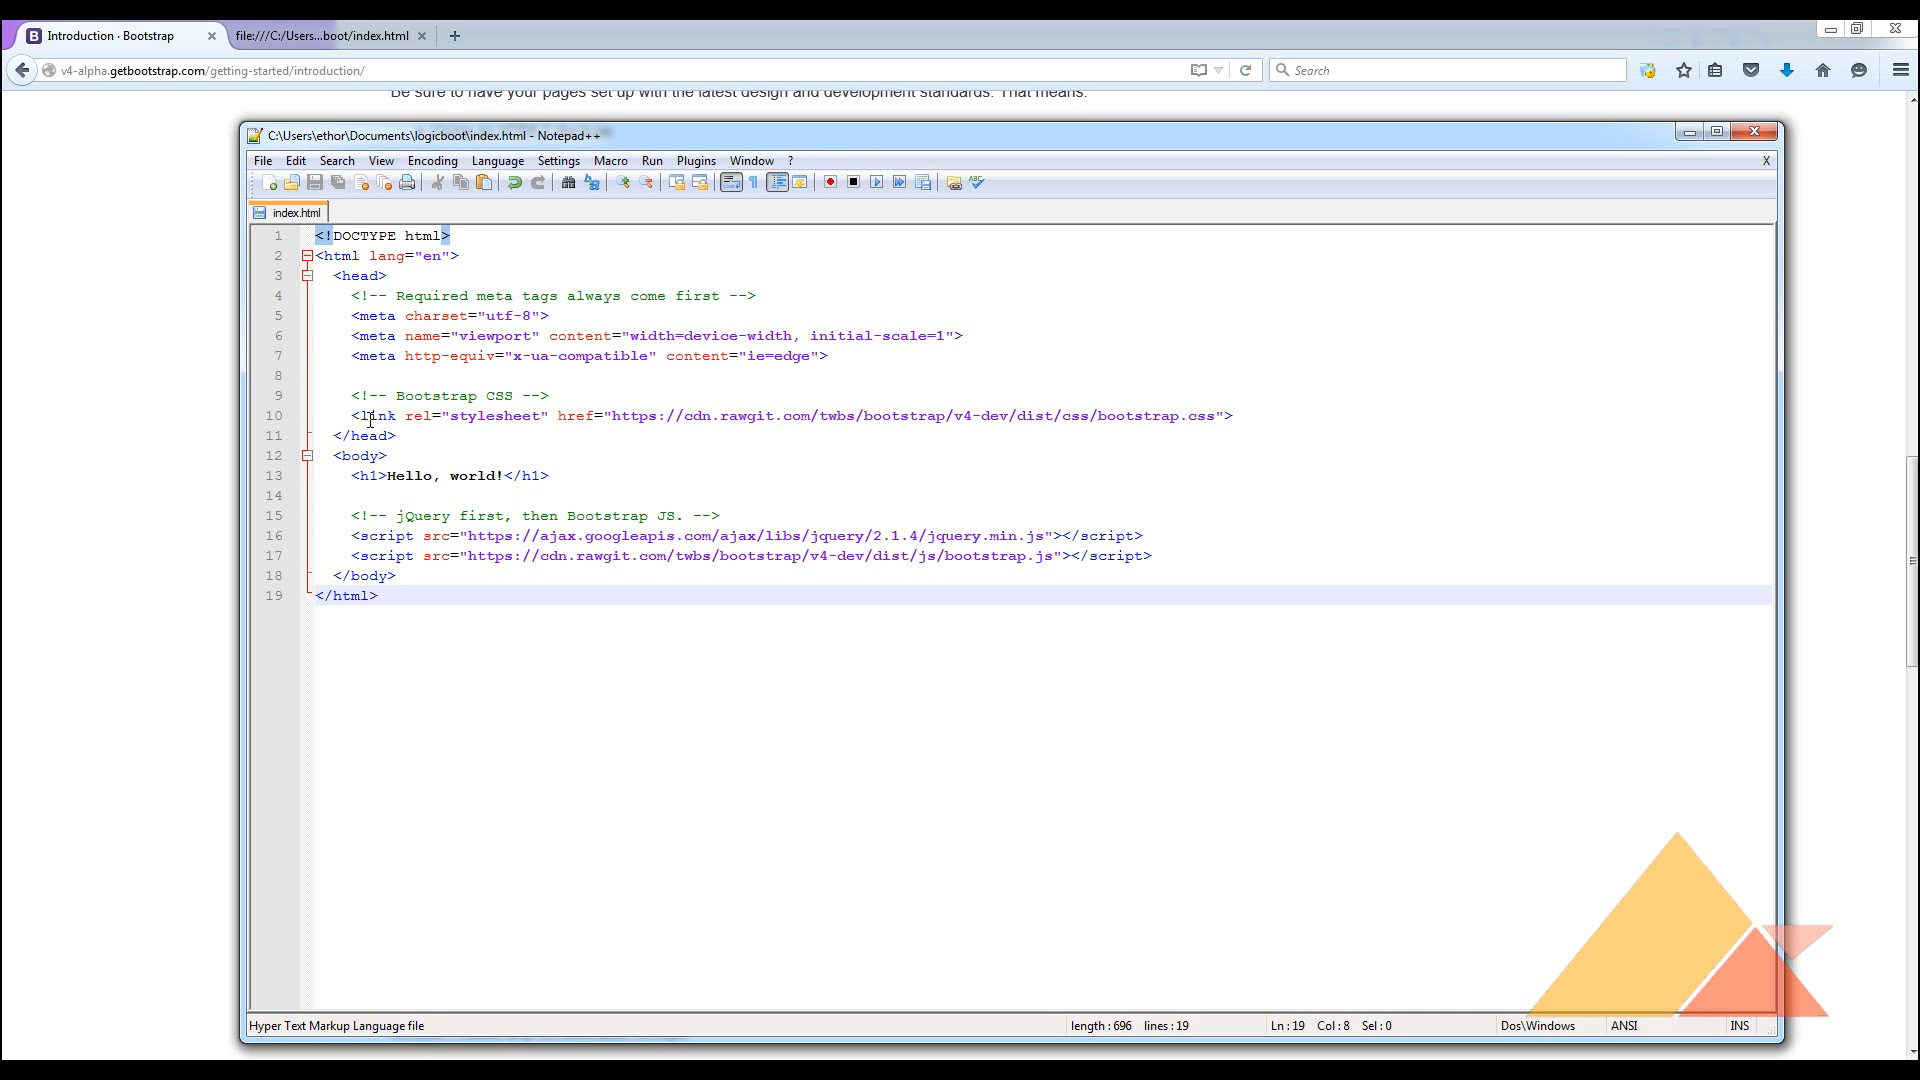 Introduction · Bootstrap
file:///C:/Users...boot/index.html
v4-alpha.getbootstrap.com/getting-started/introduction/
Search
Be sure to have your pages set up with the latest design and development standards. That means:
C:\Users\ethor\Documents\logicboot\index.html - Notepad++
File Edit Search View Encoding Language Settings Macro Run Plugins Window ? X
index.html
1 <!DOCTYPE html>
2 <html lang="en">
3 <head>
4 <!-- Required meta tags always come first -->
5 <meta charset="utf-8">
6 <meta name="viewport" content="width=device-width, initial-scale=1">
7 <meta http-equiv="x-ua-compatible" content="ie=edge">
8
9 <!-- Bootstrap CSS -->
10 <link rel="stylesheet" href="https://cdn.rawgit.com/twbs/bootstrap/v4-dev/dist/css/bootstrap.css">
11 </head>
12 <body>
13 <h1>Hello, world!</h1>
14
15 <!-- jQuery first, then Bootstrap JS. -->
16 <script src="https://ajax.googleapis.com/ajax/libs/jquery/2.1.4/jquery.min.js"></script>
17 <script src="https://cdn.rawgit.com/twbs/bootstrap/v4-dev/dist/js/bootstrap.js"></script>
18 </body>
19 </html>
Hyper Text Markup Language file length : 696 lines : 19 Ln : 19 Col : 8 Sel : 0 Dos\Windows ANSI INS